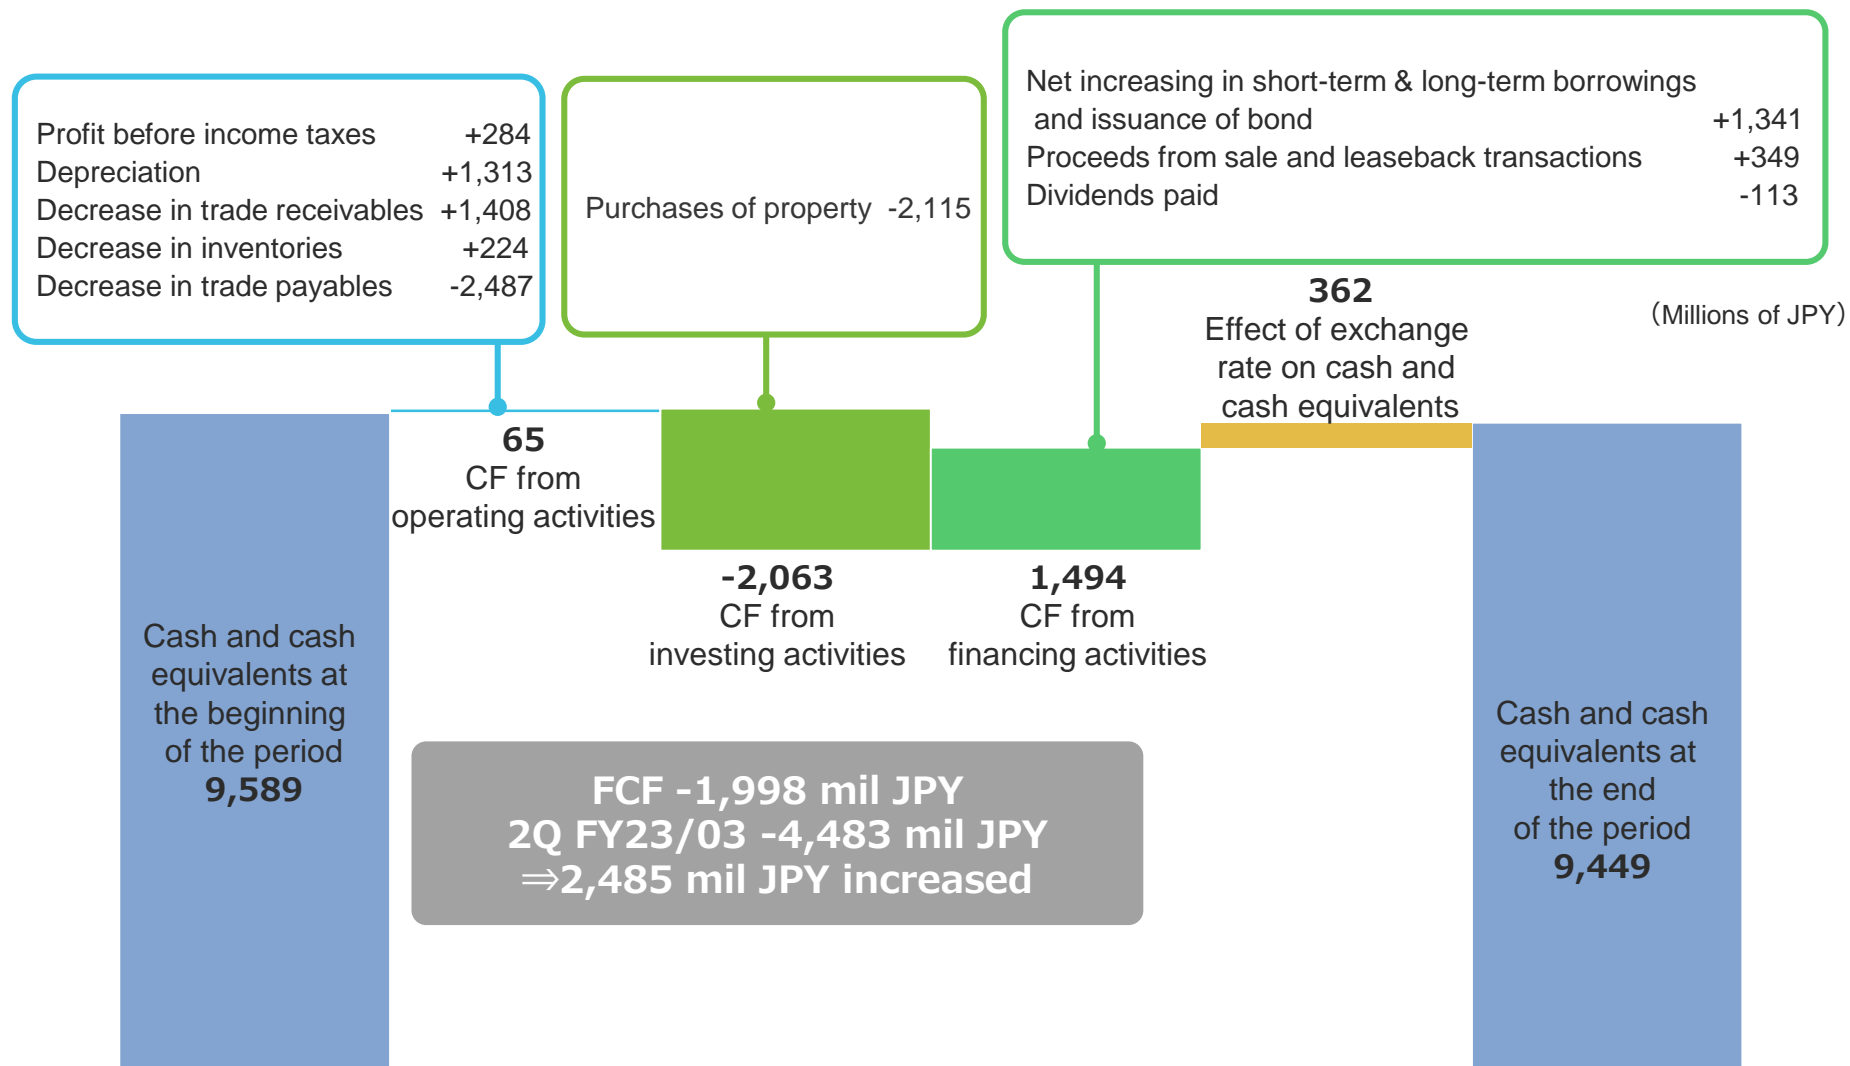 Profit before income taxes +284
Depreciation +1,313
Decrease in trade receivables +1,408
Decrease in inventories +224
Decrease in trade payables -2,487
Purchases of property -2,115
Net increasing in short-term & long-term borrowings
and issuance of bond +1,341
Proceeds from sale and leaseback transactions +349
Dividends paid -113
（Millions of JPY）
362
Effect of exchange
rate on cash and
cash equivalents
65
CF from
operating activities
-2,063
CF from
investing activities
1,494
CF from
financing activities
Cash and cash
equivalents at
the beginning
of the period
9,589
FCF -1,998 mil JPY
2Q FY23/03 -4,483 mil JPY
⇒2,485 mil JPY increased
Cash and cash
equivalents at
the end
of the period
9,449